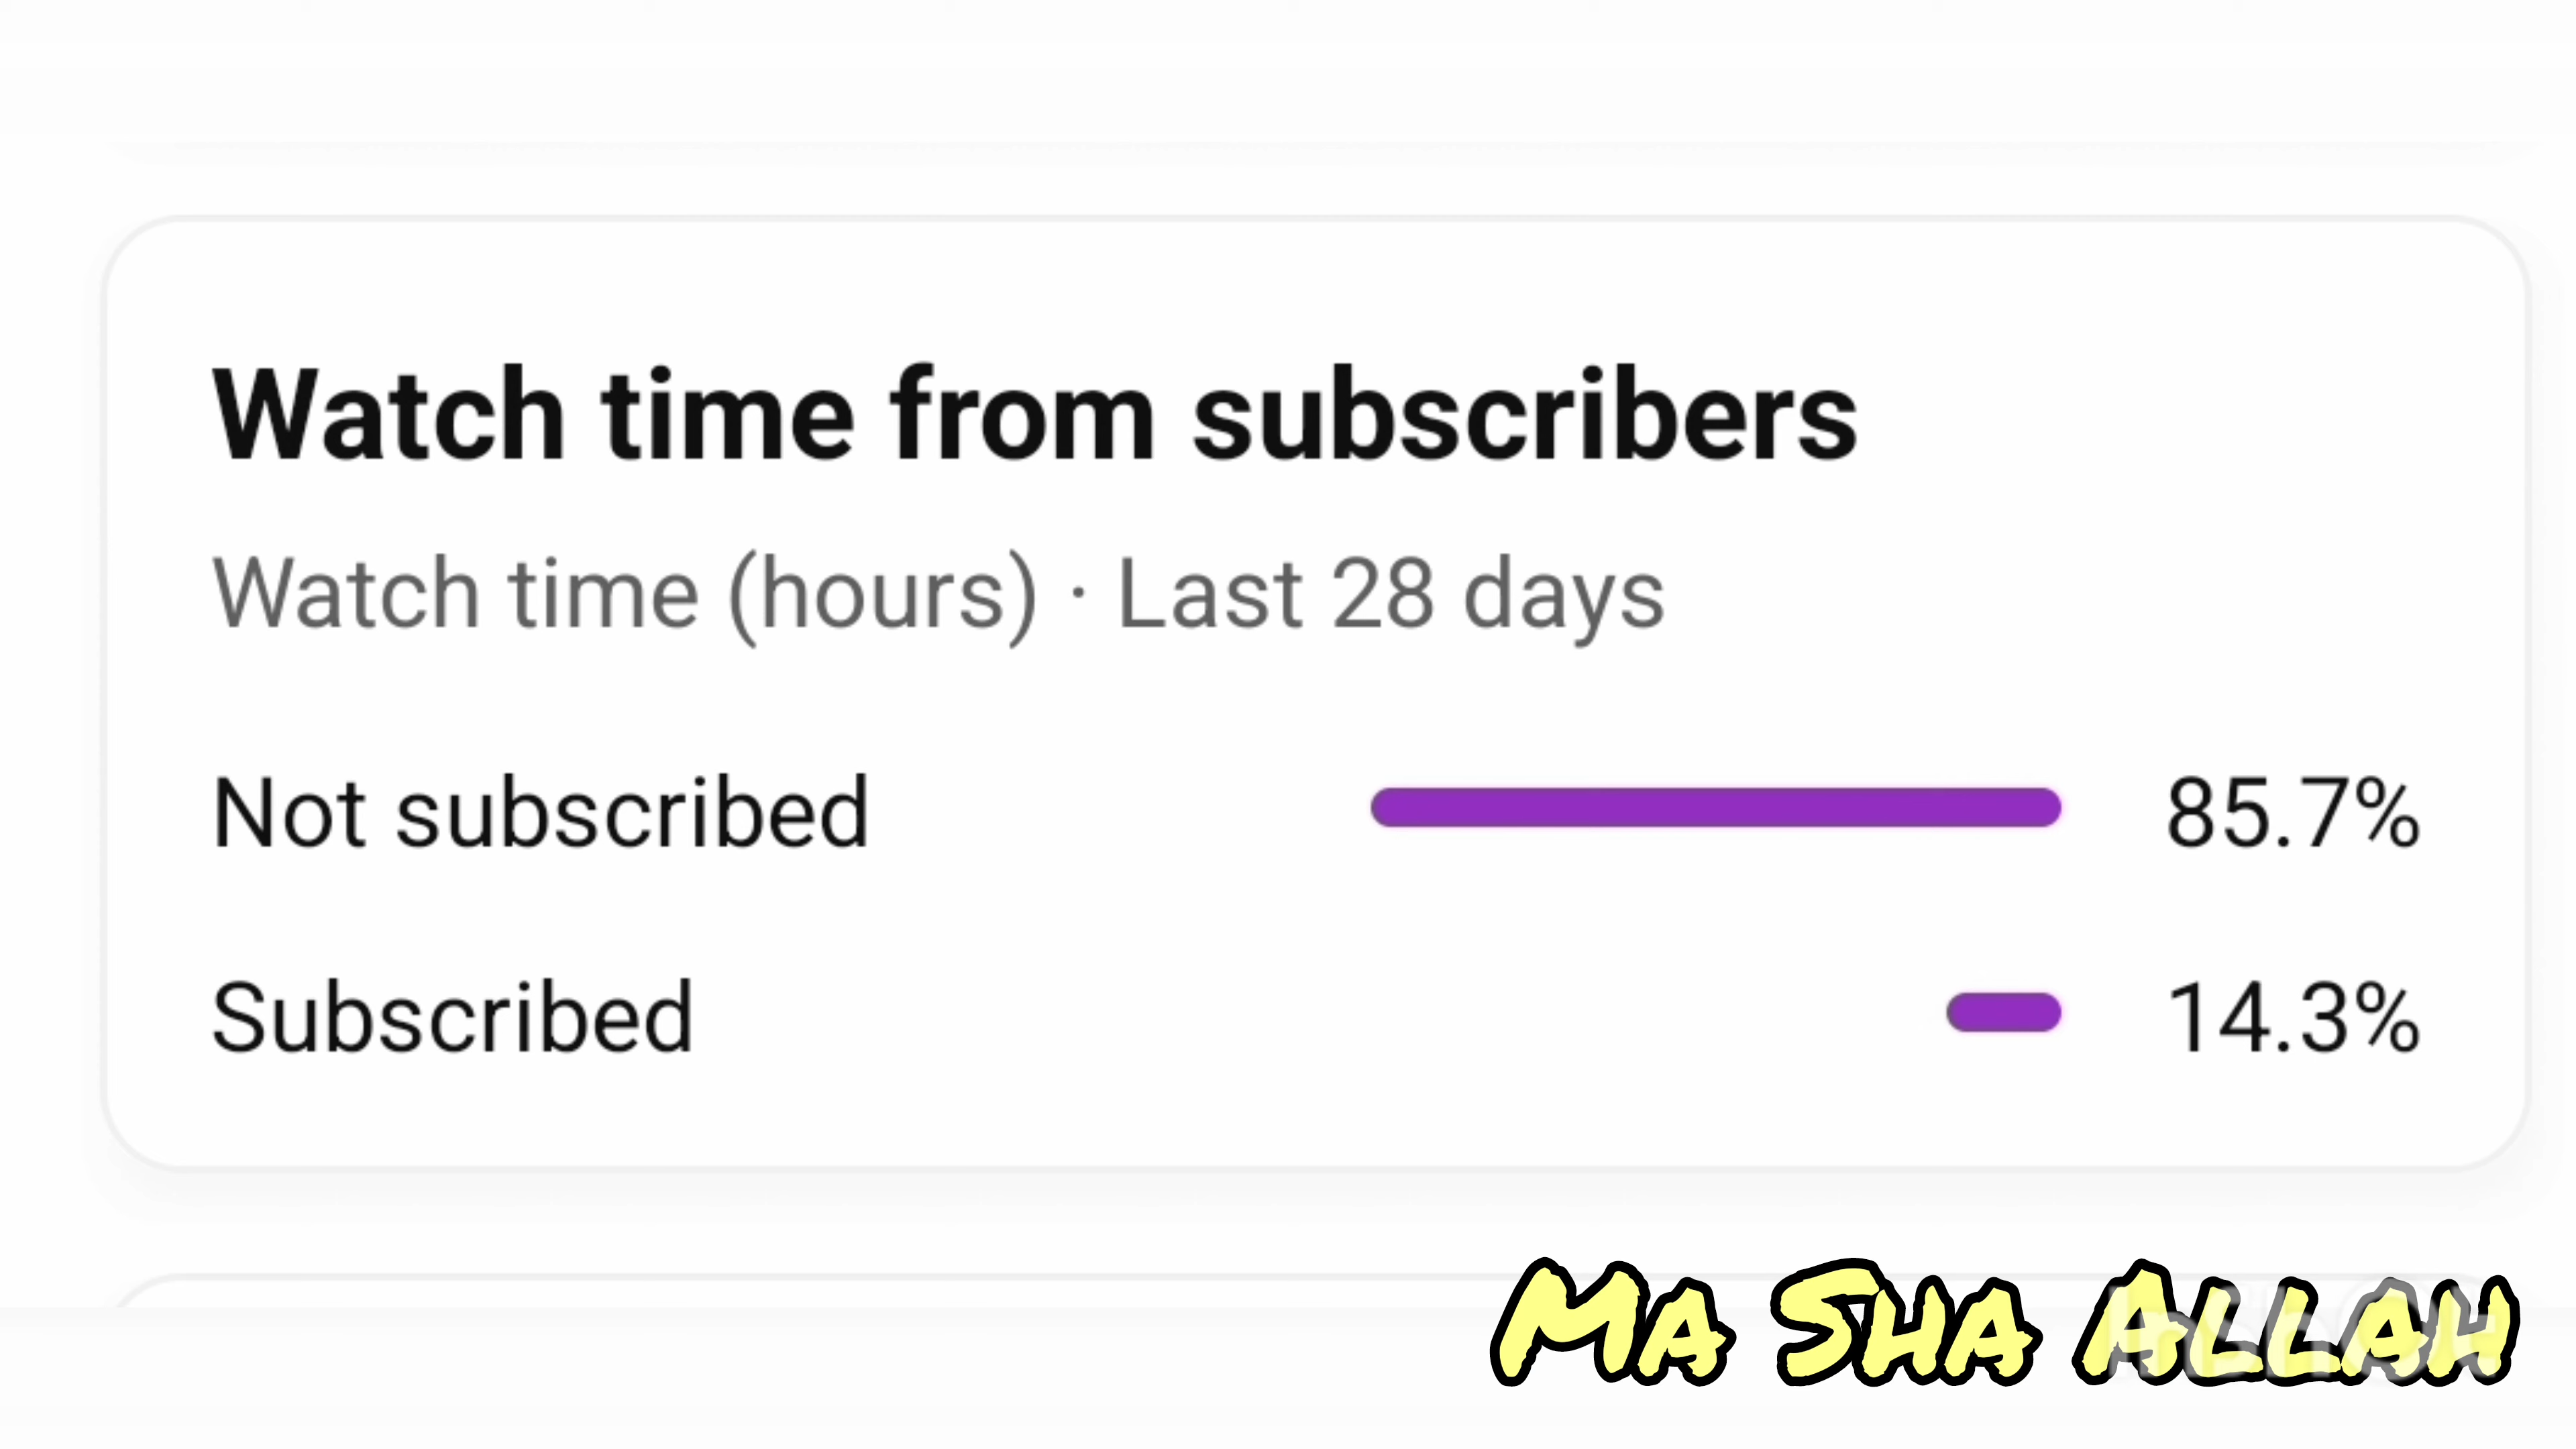 Watch time from subscribers
Watch time (hours) · Last 28 days
Not subscribed 85.7%
Subscribed 14.3%
Ma Sha Allah